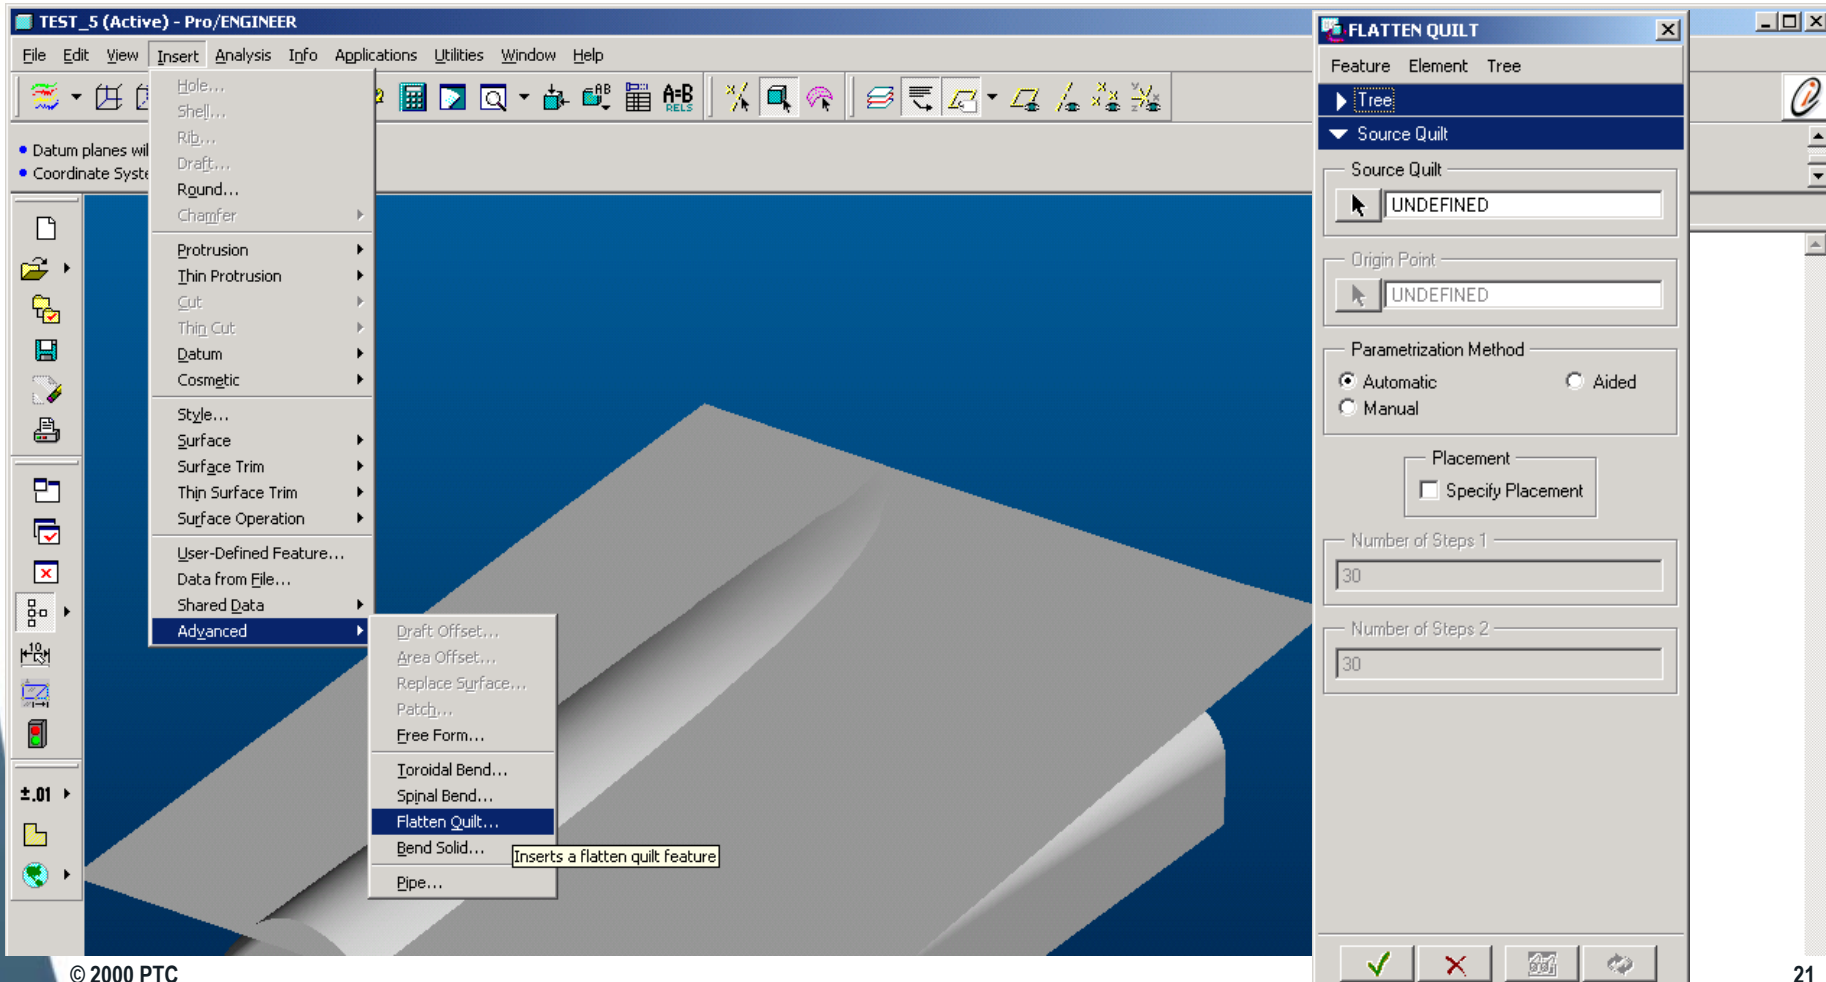 TEST_5 (Active) - Pro/ENGINEER
File Edit View Insert Analysis Info Applications Utilities Window Help
A=B
RELS
• Datum planes wil
• Coordinate Syste
Hole...
Shell...
Rib...
Draft...
Round...
Chamfer
Protrusion
Thin Protrusion
Cut
Thin Cut
Datum
Cosmetic
Style...
Surface
Surface Trim
Thin Surface Trim
Surface Operation
User-Defined Feature...
Data from File...
Shared Data
Advanced
Draft Offset...
Area Offset...
Replace Surface...
Patch...
Free Form...
Toroidal Bend...
Spinal Bend...
Flatten Quilt...
Bend Solid...
Pipe...
Inserts a flatten quilt feature
±.01
FLATTEN QUILT
Feature Element Tree
Tree
Source Quilt
Source Quilt
UNDEFINED
Origin Point
UNDEFINED
Parametrization Method
Automatic Aided
Manual
Placement
Specify Placement
Number of Steps 1
30
Number of Steps 2
30
© 2000 PTC
21